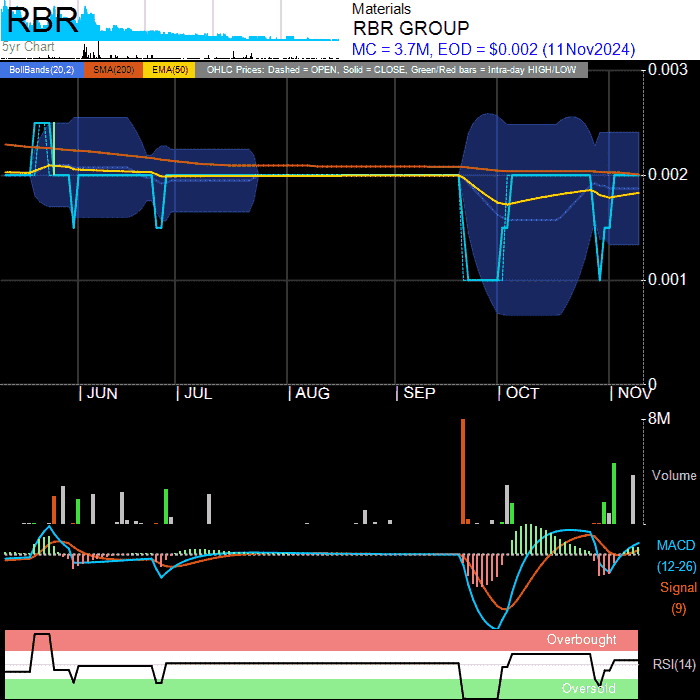 RBR
5yr Chart
Materials
RBR GROUP
MC = 3.7M, EOD = $0.002 (11Nov2024)
BollBands(20,2) SMA(200) EMA(50) OHLC Prices: Dashed = OPEN, Solid = CLOSE, Green/Red bars = Intra-day HIGH/LOW
0.003
0.002
0.001
0
JUN JUL AUG SEP OCT NOV
8M
Volume
MACD
(12-26)
Signal
(9)
Overbought
RSI(14)
Oversold